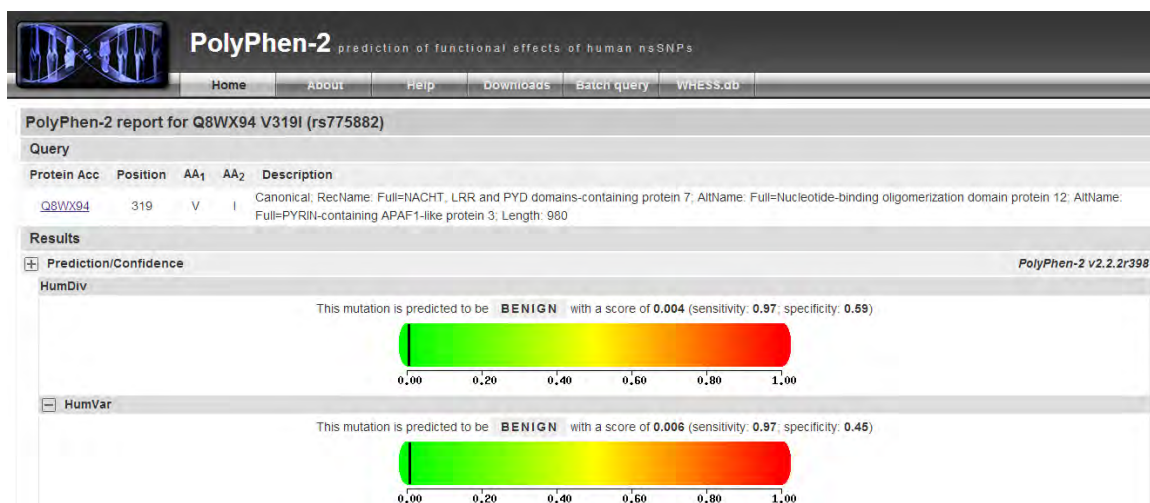 PolyPhen-2 prediction of functional effects of human nsSNPs
Home About Help Downloads Batch query WHESS.db
PolyPhen-2 report for Q8WX94 V319I (rs775882)
Query
Protein Acc Position AA1 AA2 Description
Q8WX94 319 V I Canonical; RecName: Full=NACHT, LRR and PYD domains-containing protein 7; AltName: Full=Nucleotide-binding oligomerization domain protein 12; AltName:
Full=PYRIN-containing APAF1-like protein 3; Length: 980
Results
+ Prediction/Confidence PolyPhen-2 v2.2.2r398
HumDiv
This mutation is predicted to be BENIGN with a score of 0.004 (sensitivity: 0.97; specificity: 0.59)
0.00 0.20 0.40 0.60 0.80 1.00
− HumVar
This mutation is predicted to be BENIGN with a score of 0.006 (sensitivity: 0.97; specificity: 0.45)
0.00 0.20 0.40 0.60 0.80 1.00